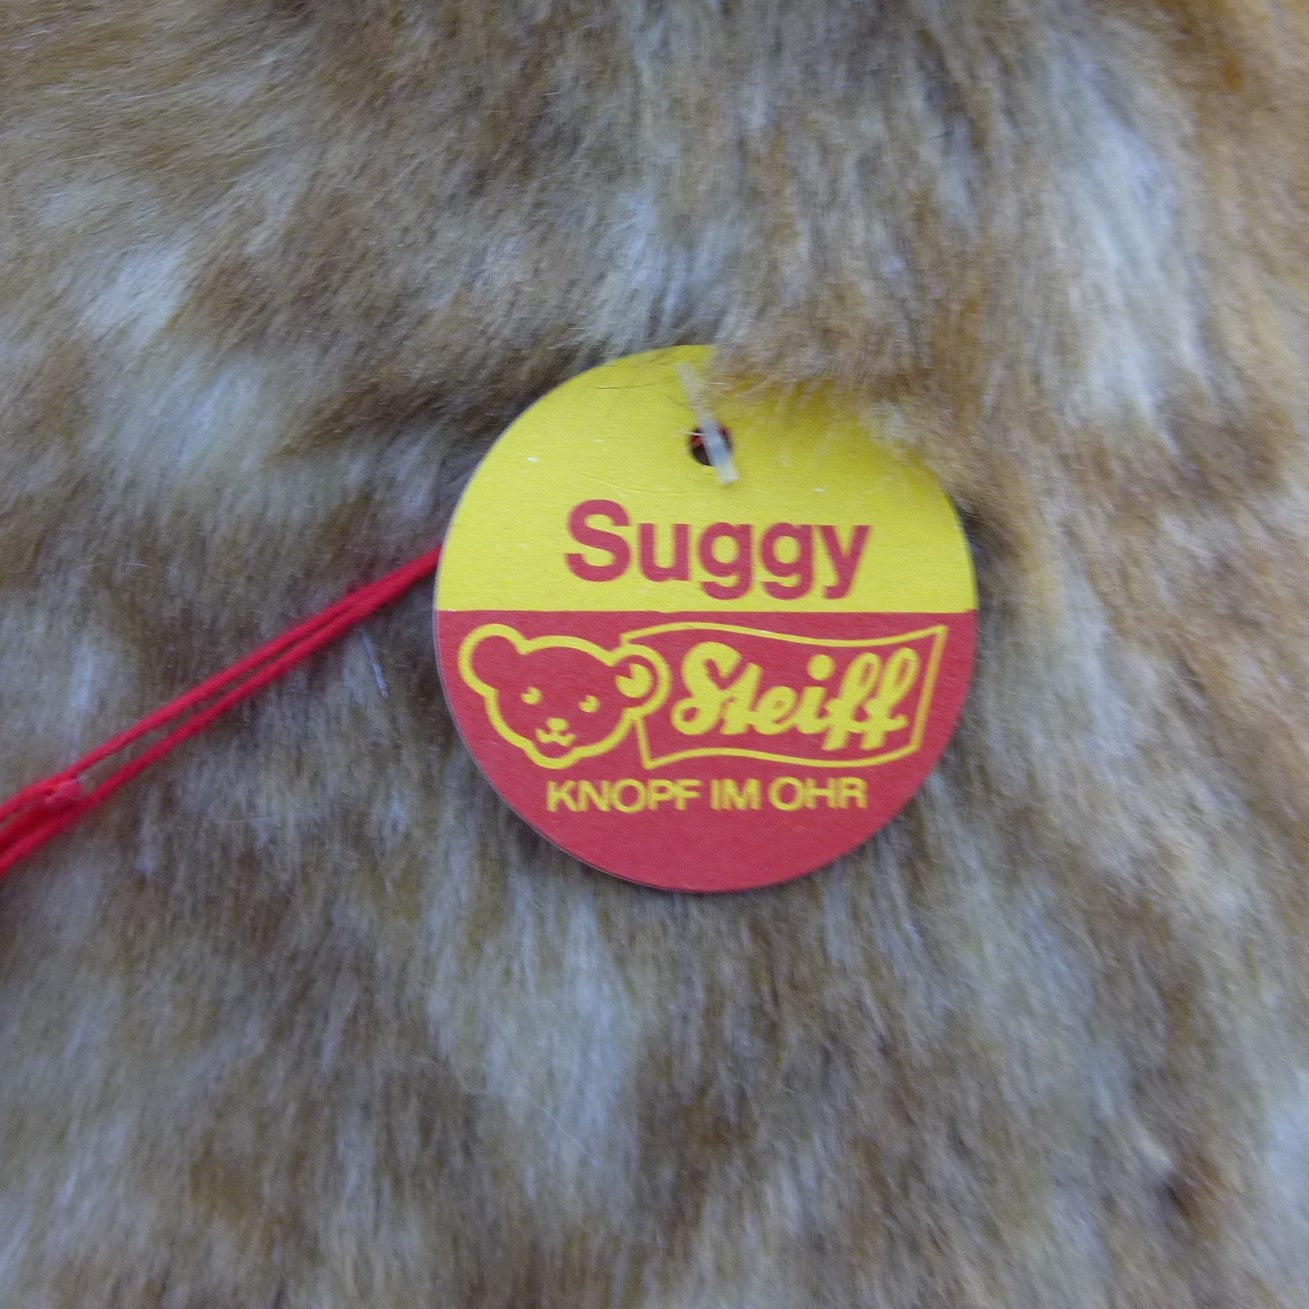 Suggy
Steiff
KNOPF IM OHR